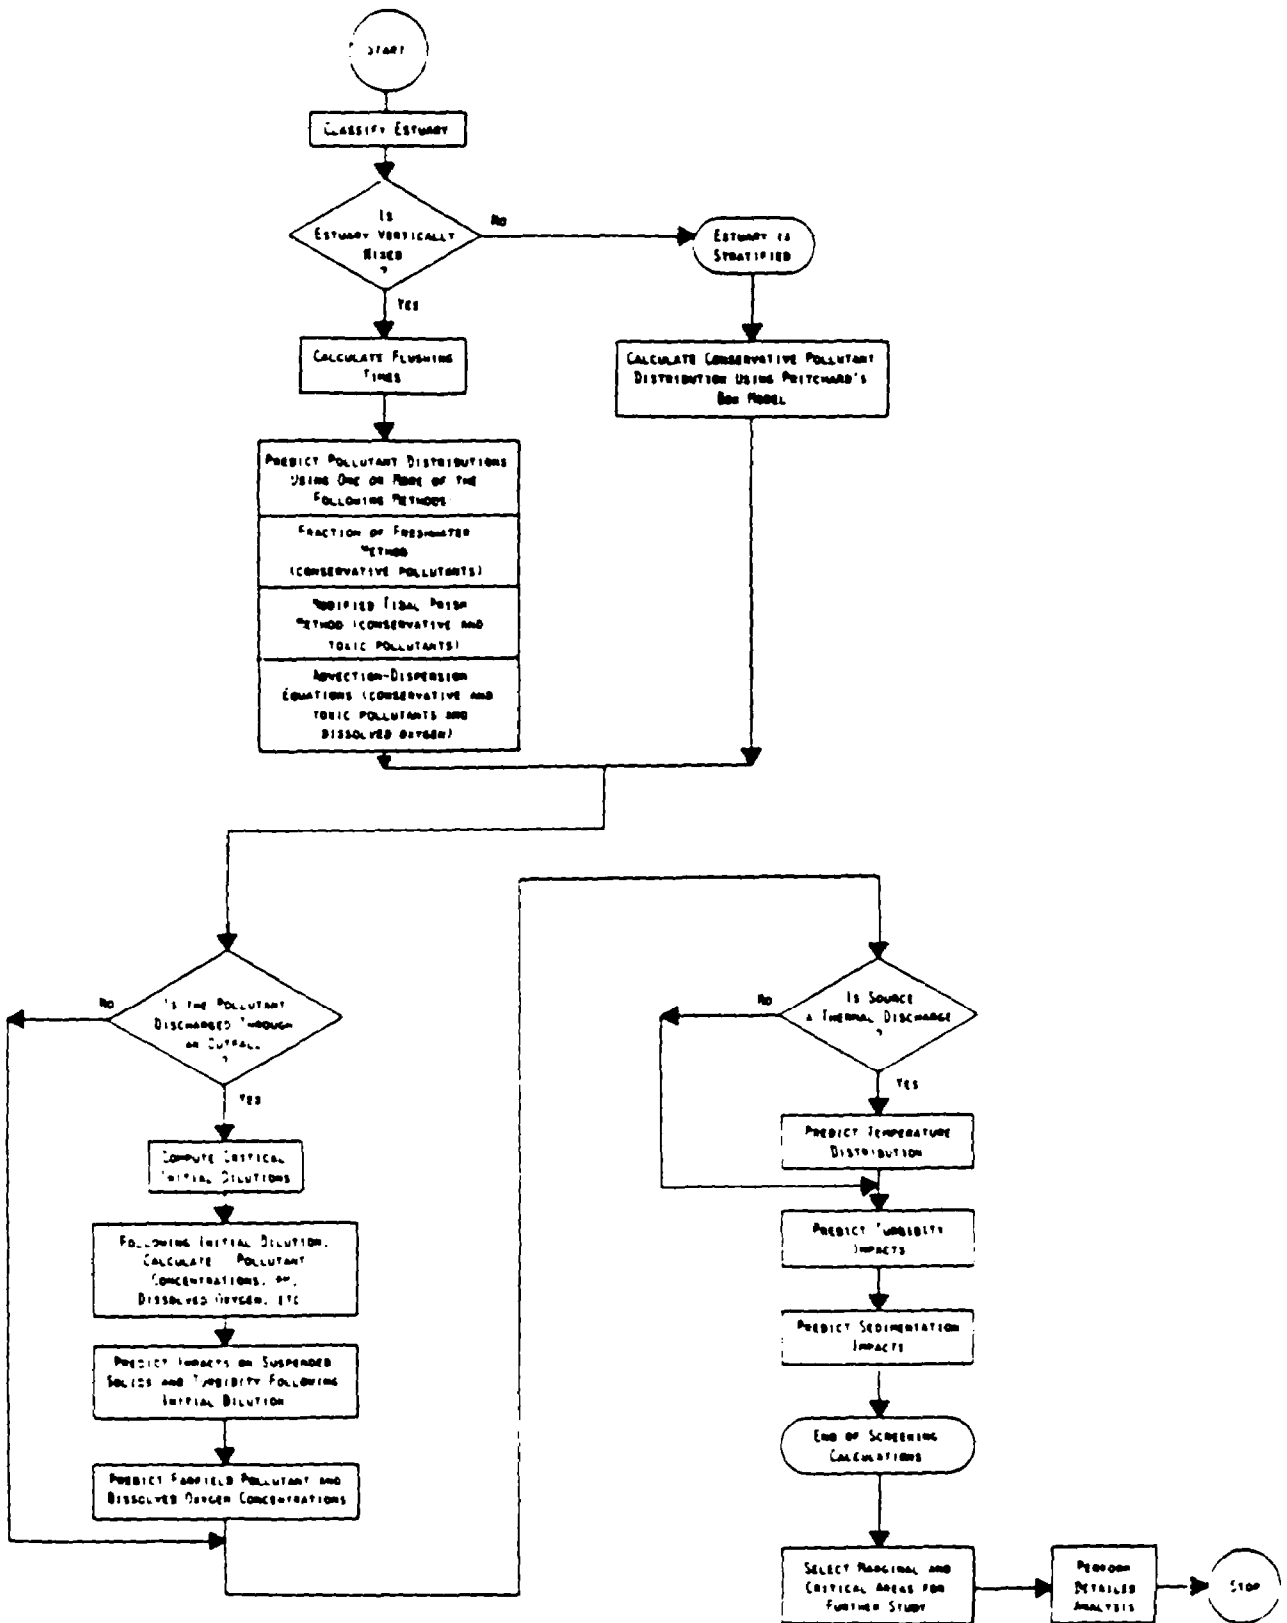 START
CLASSIFY ESTUARY
IS
ESTUARY VERTICALLY
MIXED
?
NO
YES
ESTUARY IS
STRATIFIED
CALCULATE FLUSHING
TIMES
CALCULATE CONSERVATIVE POLLUTANT
DISTRIBUTION USING PRITCHARD'S
BOX MODEL
PREDICT POLLUTANT DISTRIBUTIONS
USING ONE OR MORE OF THE
FOLLOWING METHODS
FRACTION OF FRESHWATER
METHOD
(CONSERVATIVE POLLUTANTS)
MODIFIED TIDAL PRISM
METHOD (CONSERVATIVE AND
TOXIC POLLUTANTS)
ADVECTION-DISPERSION
EQUATIONS (CONSERVATIVE AND
TOXIC POLLUTANTS AND
DISSOLVED OXYGEN)
IS THE POLLUTANT
DISCHARGED THROUGH
AN OUTFALL
?
NO
YES
COMPUTE CRITICAL
INITIAL DILUTIONS
FOLLOWING INITIAL DILUTION,
CALCULATE POLLUTANT
CONCENTRATIONS, PH,
DISSOLVED OXYGEN, ETC
PREDICT IMPACTS ON SUSPENDED
SOLIDS AND TURBIDITY FOLLOWING
INITIAL DILUTION
PREDICT FARFIELD POLLUTANT AND
DISSOLVED OXYGEN CONCENTRATIONS
IS SOURCE
A THERMAL DISCHARGE
?
NO
YES
PREDICT TEMPERATURE
DISTRIBUTION
PREDICT TURBIDITY
IMPACTS
PREDICT SEDIMENTATION
IMPACTS
END OF SCREENING
CALCULATIONS
SELECT MARGINAL AND
CRITICAL AREAS FOR
FURTHER STUDY
PERFORM
DETAILED
ANALYSIS
STOP